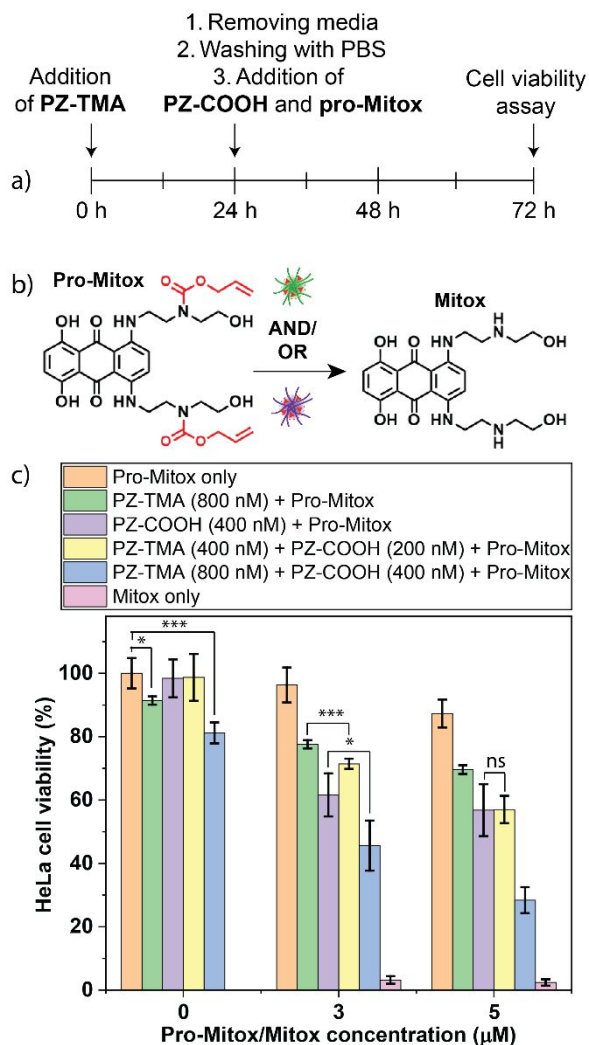 1. Removing media
2. Washing with PBS
3. Addition of
PZ-COOH and pro-Mitox
Addition
of PZ-TMA
Cell viability
assay
a)
0 h
24 h
48 h
72 h
b)
Pro-Mitox
O
O
N
OH
OH
O
HN
AND/
OR
OH
O
HN
OH
N
O
O
Mitox
H
N
OH
OH
O
HN
OH
O
HN
N
H
OH
c)
Pro-Mitox only
PZ-TMA (800 nM) + Pro-Mitox
PZ-COOH (400 nM) + Pro-Mitox
PZ-TMA (400 nM) + PZ-COOH (200 nM) + Pro-Mitox
PZ-TMA (800 nM) + PZ-COOH (400 nM) + Pro-Mitox
Mitox only
HeLa cell viability (%)
100
80
60
40
20
0
***
*
***
*
ns
0
3
5
Pro-Mitox/Mitox concentration (μM)